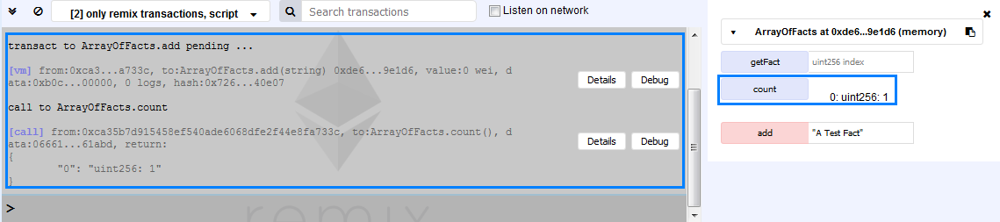 [2] only remix transactions, script
Search transactions
Listen on network
transact to ArrayOfFacts.add pending ...
[vm] from:0xca3...a733c, to:ArrayOfFacts.add(string) 0xde6...9e1d6, value:0 wei, d
ata:0xb0c...00000, 0 logs, hash:0x726...40e07
Details
Debug
call to ArrayOfFacts.count
[call] from:0xca35b7d915458ef540ade6068dfe2f44e8fa733c, to:ArrayOfFacts.count(), d
ata:06661...61abd, return:
{
"0": "uint256: 1"
}
Details
Debug
>
remix
ArrayOfFacts at 0xde6...9e1d6 (memory)
getFact
uint256 index
count
0: uint256: 1
add
"A Test Fact"